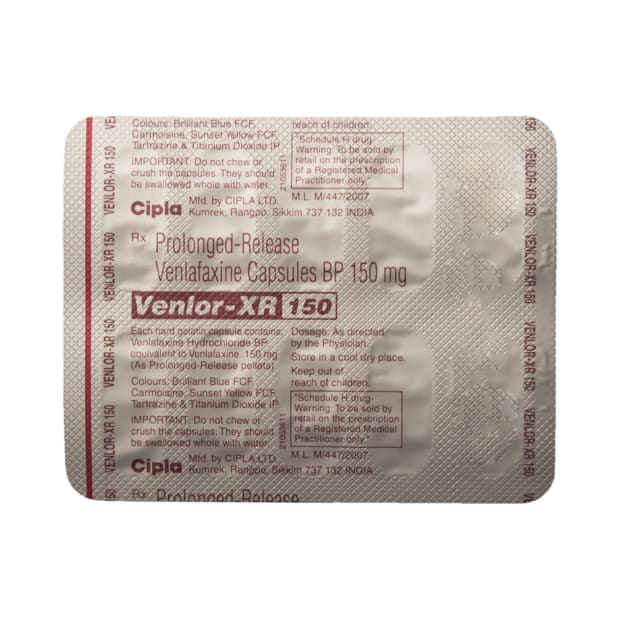 Colours: Brilliant Blue FCF,
Carmoisine, Sunset Yellow FCF,
Tartrazine & Titanium Dioxide IP
IMPORTANT: Do not chew or
crush the capsules. They should
be swallowed whole with water.
reach of children.
"Schedule H drug-
Warning: To be sold by
retail on the prescription
of a Registered Medical
Practitioner only."
M.L. M/447/2007
21053611
Cipla Mfd. by CIPLA LTD.
Kumrek, Rangpo, Sikkim 737 132 INDIA
Rx Prolonged-Release
Venlafaxine Capsules BP 150 mg
Venlor-XR 150
Each hard gelatin capsule contains:
Venlafaxine Hydrochloride BP
equivalent to Venlafaxine..150 mg
(As Prolonged-Release pellets)
Colours: Brilliant Blue FCF,
Carmoisine, Sunset Yellow FCF,
Tartrazine & Titanium Dioxide IP
IMPORTANT: Do not chew or
crush the capsules. They should
be swallowed whole with water.
Dosage: As directed
by the Physician.
Store in a cool dry place.
Keep out of
reach of children.
"Schedule H drug-
Warning: To be sold by
retail on the prescription
of a Registered Medical
Practitioner only."
M.L. M/447/2007
21053611
Cipla Mfd. by CIPLA LTD.
Kumrek, Rangpo, Sikkim 737 132 INDIA
Rx Prolonged-Release
VENLOR-XR 150
VENLOR-XR 150
VENLOR-XR 150
VENLOR-XR 150
VENLOR-XR 150
VENLOR-XR 150